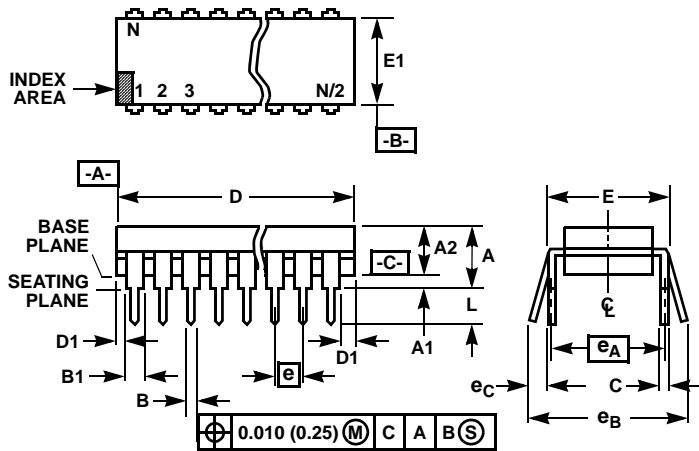 N
INDEX
AREA
1 2 3 N/2
E1
-B-
-A-
D
E
BASE
PLANE
SEATING
PLANE
A2
A
-C-
L
D1
B1
B
e
D1
A1
℄
eA
eC
C
eB
⌖ 0.010 (0.25) Ⓜ C A B Ⓢ